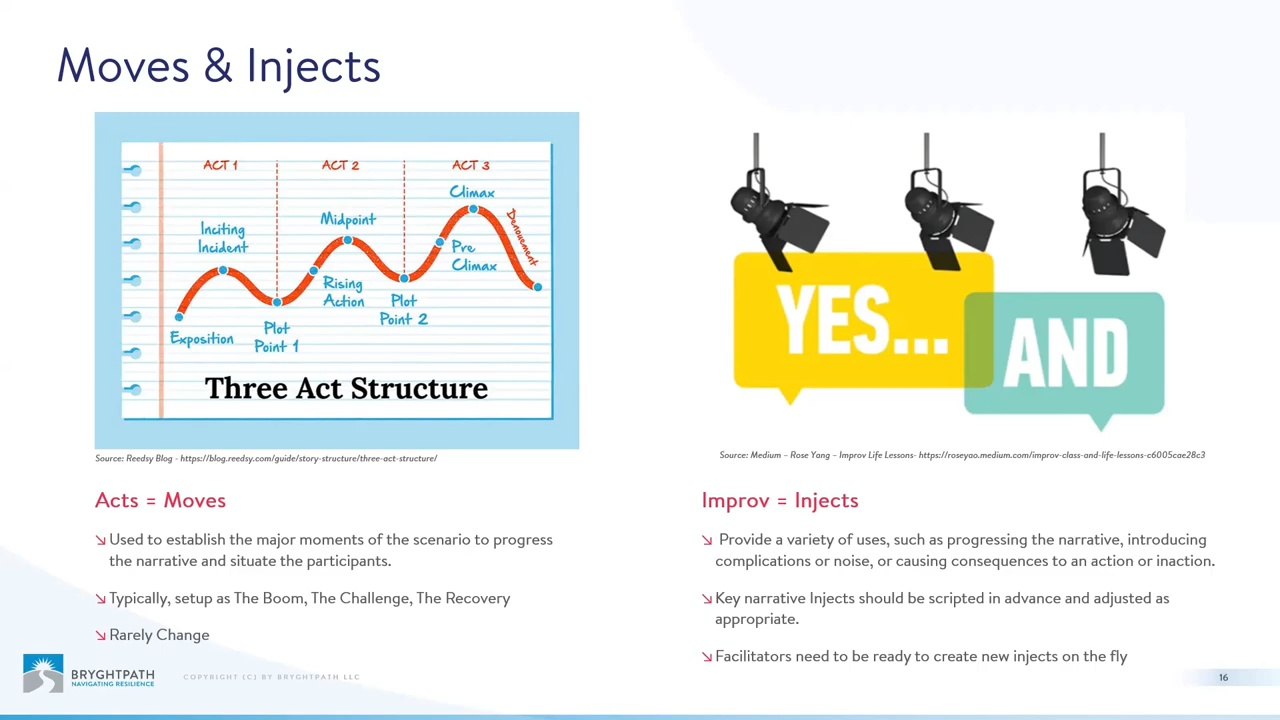 Moves & Injects
ACT 1
ACT 2
ACT 3
Climax
Inciting
Incident
Midpoint
Denouement
Pre
Climax
Rising
Action
Plot
Point 2
Exposition
Plot
Point 1
Three Act Structure
Source: Reedsy Blog - https://blog.reedsy.com/guide/story-structure/three-act-structure/
Acts = Moves
↘ Used to establish the major moments of the scenario to progress
the narrative and situate the participants.
↘ Typically, setup as The Boom, The Challenge, The Recovery
↘ Rarely Change
YES...
AND
Source: Medium – Rose Yang – Improv Life Lessons- https://roseyao.medium.com/improv-class-and-life-lessons-c6005cae28c3
Improv = Injects
↘ Provide a variety of uses, such as progressing the narrative, introducing
complications or noise, or causing consequences to an action or inaction.
↘ Key narrative Injects should be scripted in advance and adjusted as
appropriate.
↘ Facilitators need to be ready to create new injects on the fly
BRYGHTPATH
NAVIGATING RESILIENCE
COPYRIGHT (C) BY BRYGHTPATH LLC
16